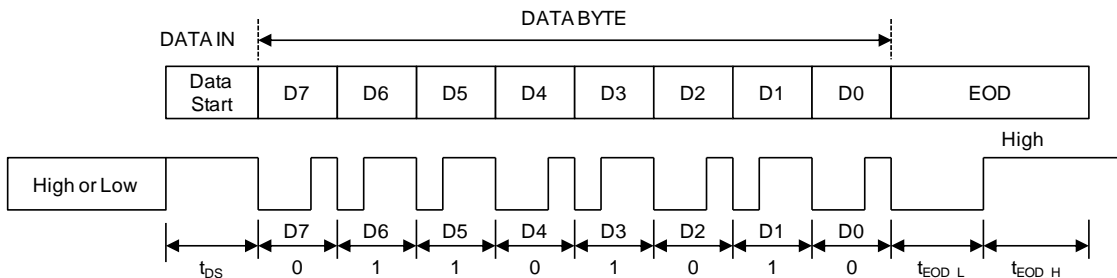 DATA BYTE
DATA IN
Data Start D7 D6 D5 D4 D3 D2 D1 D0 EOD
High
High or Low
D7 D6 D5 D4 D3 D2 D1 D0
tDS 0 1 1 0 1 0 1 0 tEOD_L tEOD_H